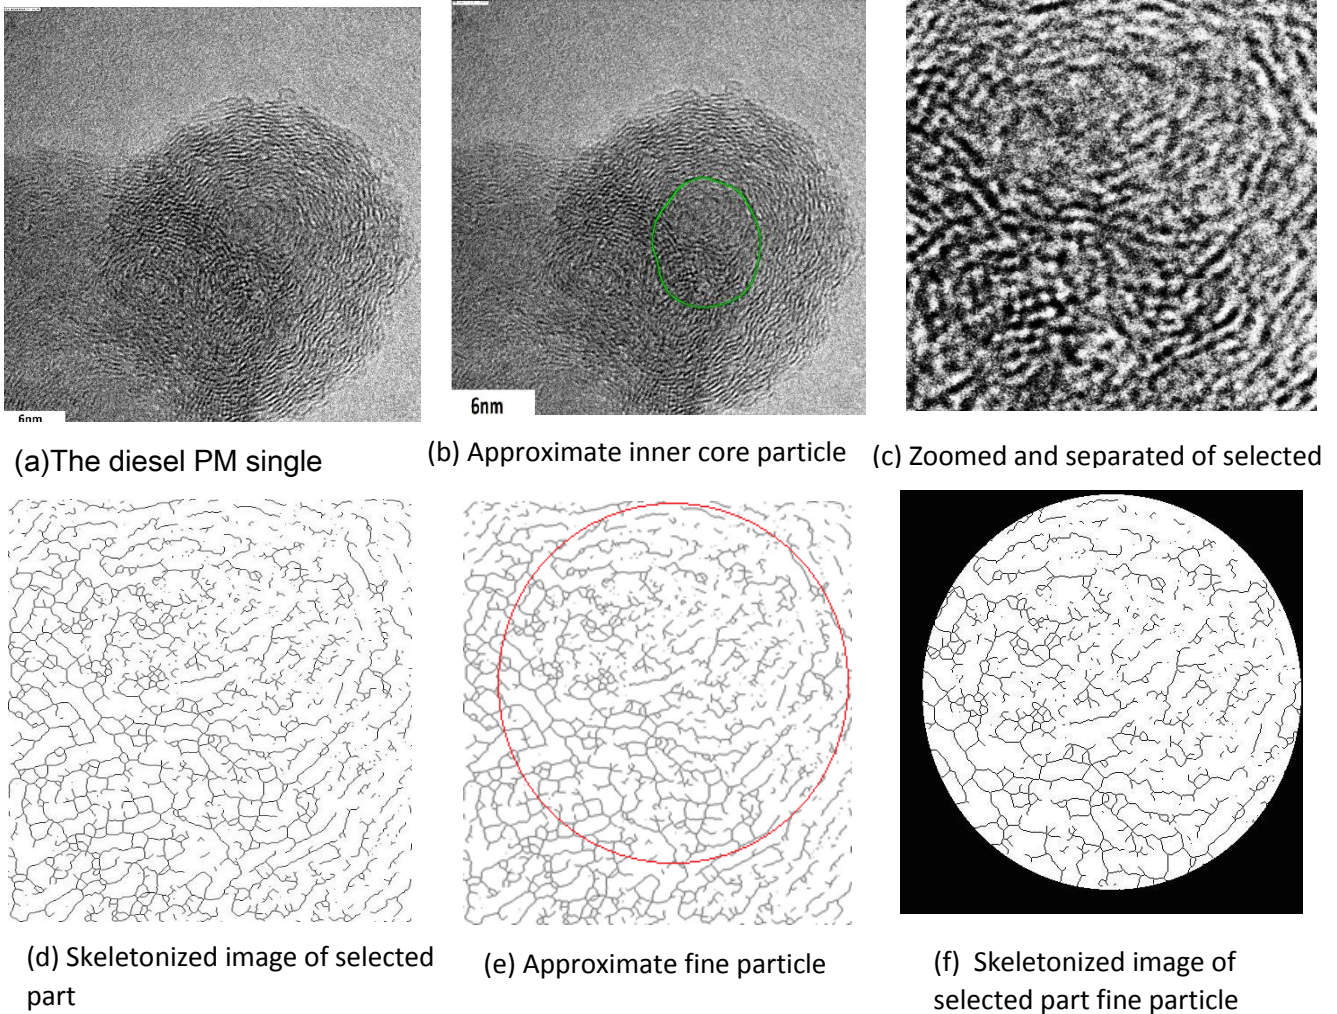 6nm
6nm
(a)The diesel PM single
(b) Approximate inner core particle
(c) Zoomed and separated of selected
(d) Skeletonized image of selected
part
(e) Approximate fine particle
(f) Skeletonized image of
selected part fine particle